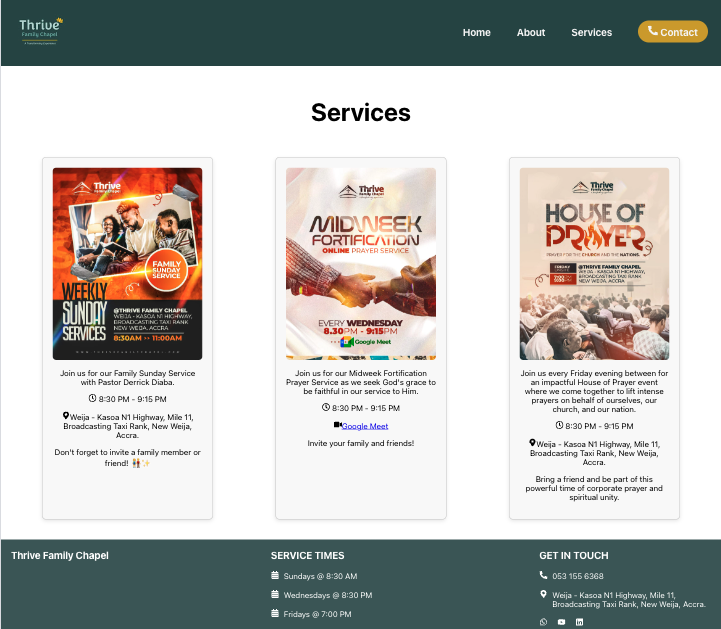 Thrive
Family Chapel
Home
About
Services
Contact
Services
Thrive
Family Chapel
FAMILY
SUNDAY
SERVICE
WEEKLY
SUNDAY
SERVICES
@THRIVE FAMILY CHAPEL
WEIJA - KASOA N1 HIGHWAY,
BROADCASTING TAXI RANK
NEW WEIJA, ACCRA
8:30AM -- 11:00AM
Join us for our Family Sunday Service
with Pastor Derrick Diaba.
8:30 PM - 9:15 PM
Weija - Kasoa N1 Highway, Mile 11,
Broadcasting Taxi Rank, New Weija,
Accra.
Don't forget to invite a family member or
friend! 👫✨
Thrive
Family Chapel
MIDWEEK
FORTIFICATION
ONLINE PRAYER SERVICE
EVERY WEDNESDAY
8.30PM - 9:15PM
Google Meet
Join us for our Midweek Fortification
Prayer Service as we seek God's grace to
be faithful in our service to Him.
8:30 PM - 9:15 PM
Google Meet
Invite your family and friends!
Thrive
Family Chapel
HOUSE OF
PRAYER
PRAYER FOR THE CHURCH AND THE NATIONS.
FRIDAY
@THRIVE FAMILY CHAPEL
WEIJA - KASOA N1 HIGHWAY,
BROADCASTING TAXI RANK
NEW WEIJA, ACCRA
Join us every Friday evening between for
an impactful House of Prayer event
where we come together to lift intense
prayers on behalf of ourselves, our
church, and our nation.
8:30 PM - 9:15 PM
Weija - Kasoa N1 Highway, Mile 11,
Broadcasting Taxi Rank, New Weija,
Accra.
Bring a friend and be part of this
powerful time of corporate prayer and
spiritual unity.
Thrive Family Chapel
SERVICE TIMES
Sundays @ 8:30 AM
Wednesdays @ 8:30 PM
Fridays @ 7:00 PM
GET IN TOUCH
053 155 6368
Weija - Kasoa N1 Highway, Mile 11,
Broadcasting Taxi Rank, New Weija, Accra.